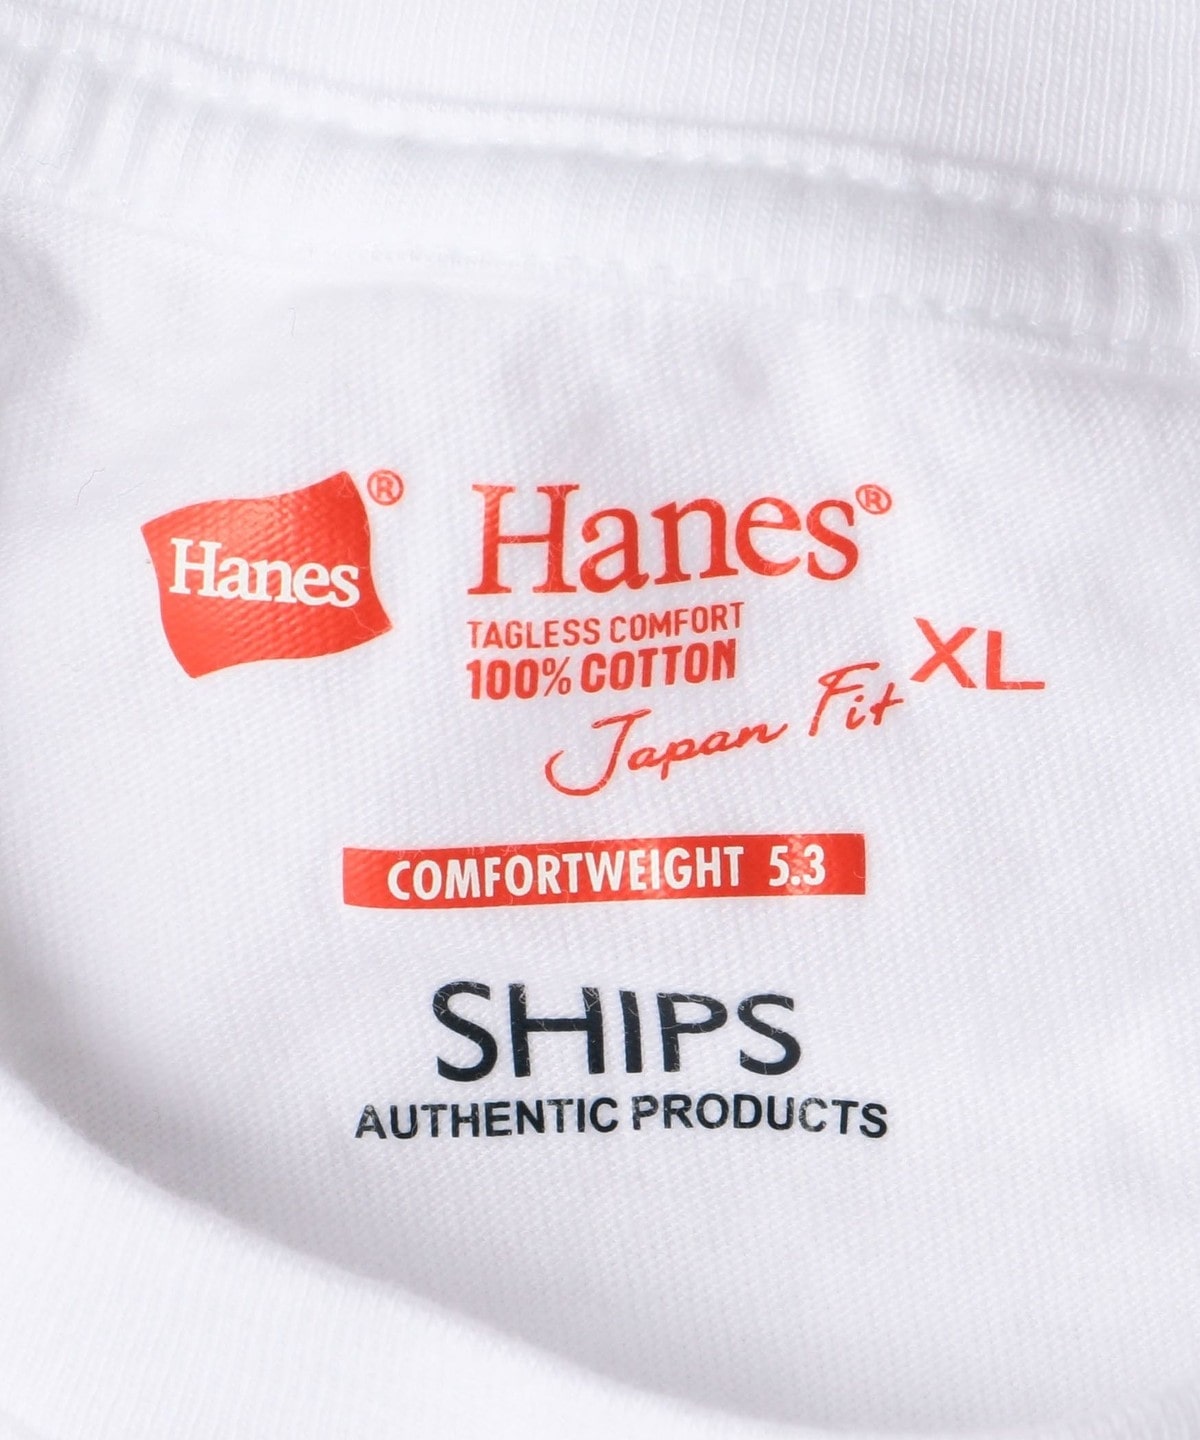 Hanes®
Hanes®
TAGLESS COMFORT
100% COTTON
XL
Japan Fit
COMFORTWEIGHT 5.3
SHIPS
AUTHENTIC PRODUCTS